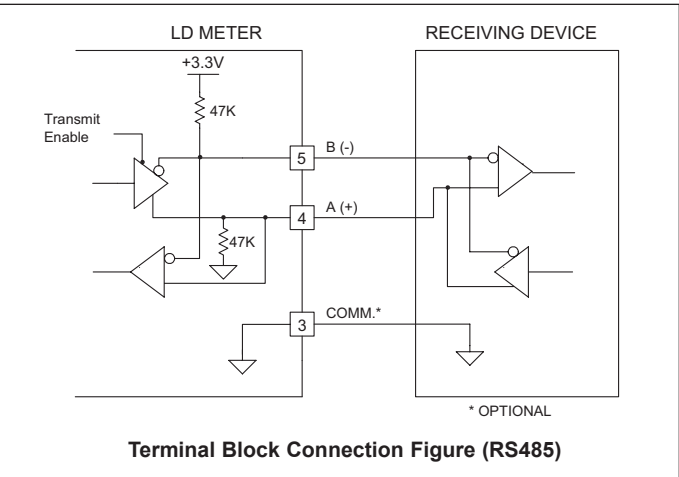 LD METER
RECEIVING DEVICE
+3.3V
47K
Transmit
Enable
5
B (-)
4
A (+)
47K
3
COMM.*
* OPTIONAL
Terminal Block Connection Figure (RS485)